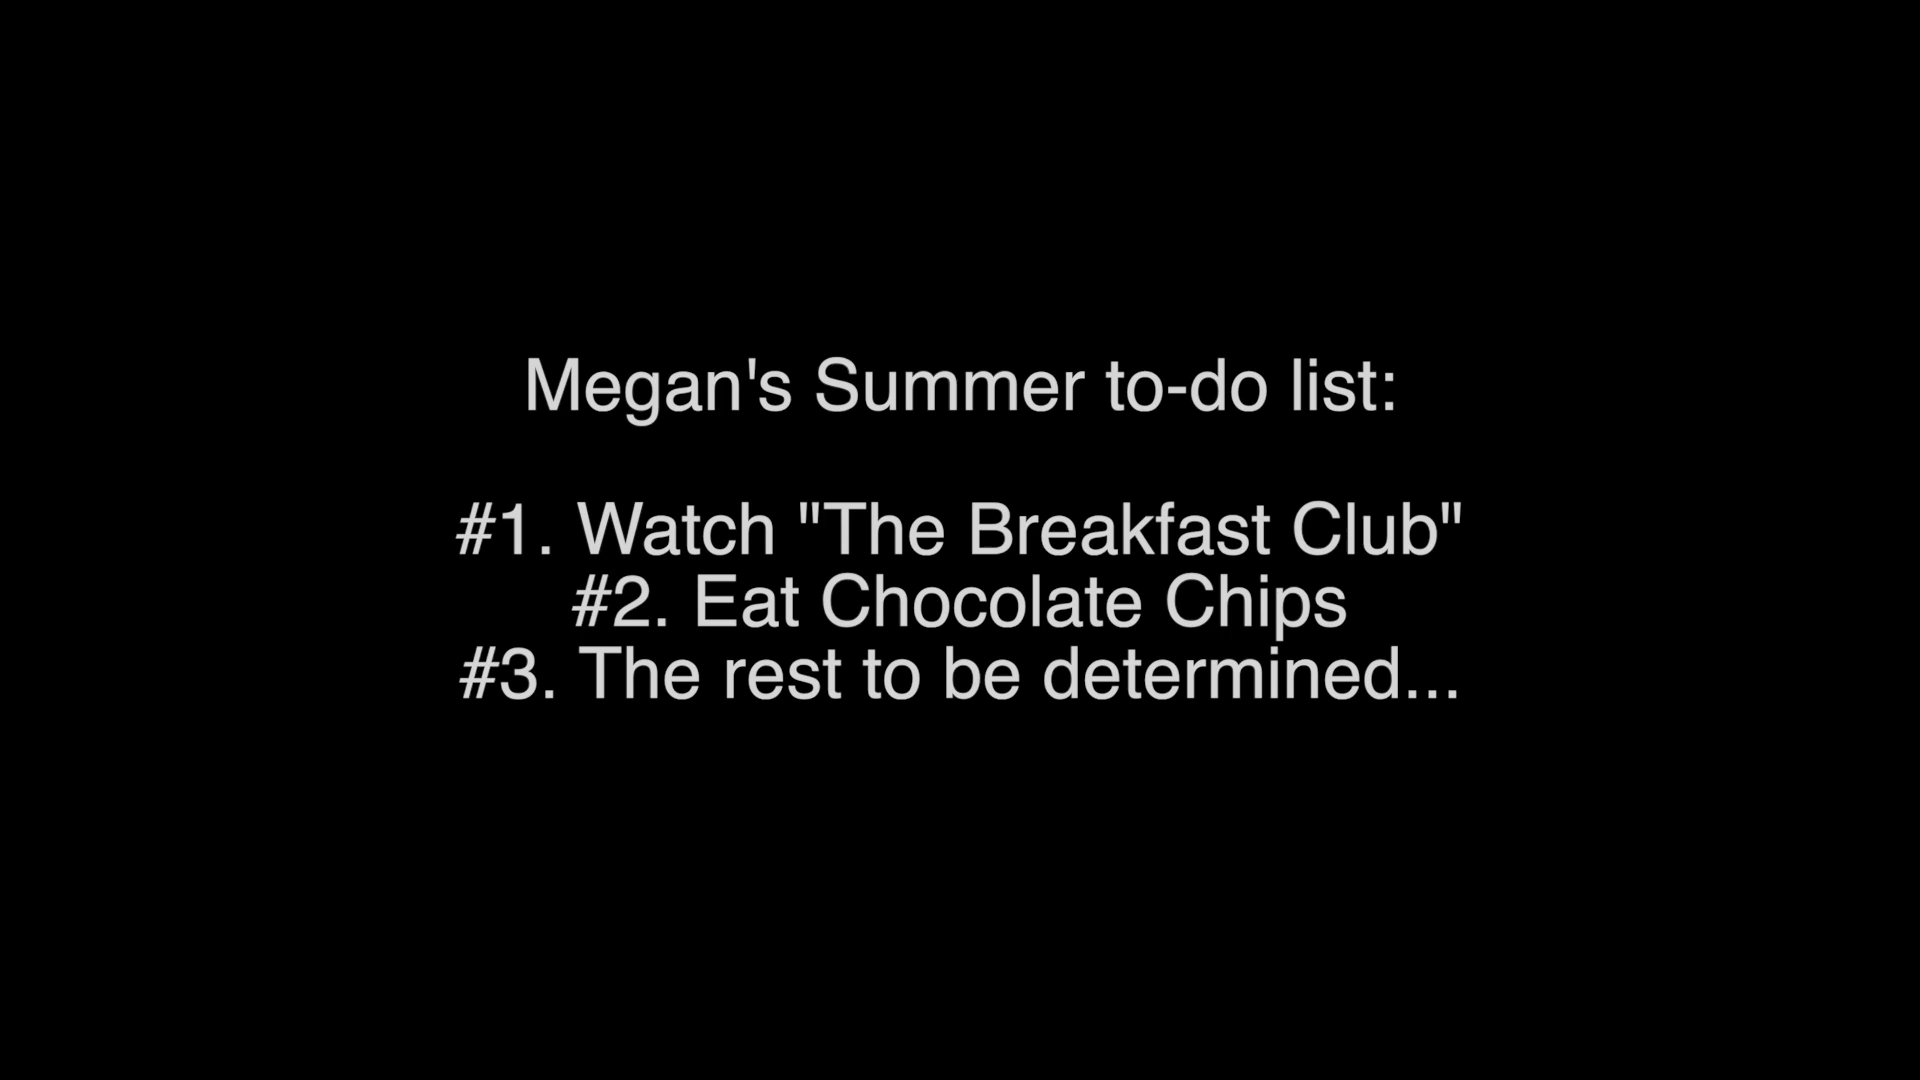 Megan's Summer to-do list:
#1. Watch "The Breakfast Club"
#2. Eat Chocolate Chips
#3. The rest to be determined...